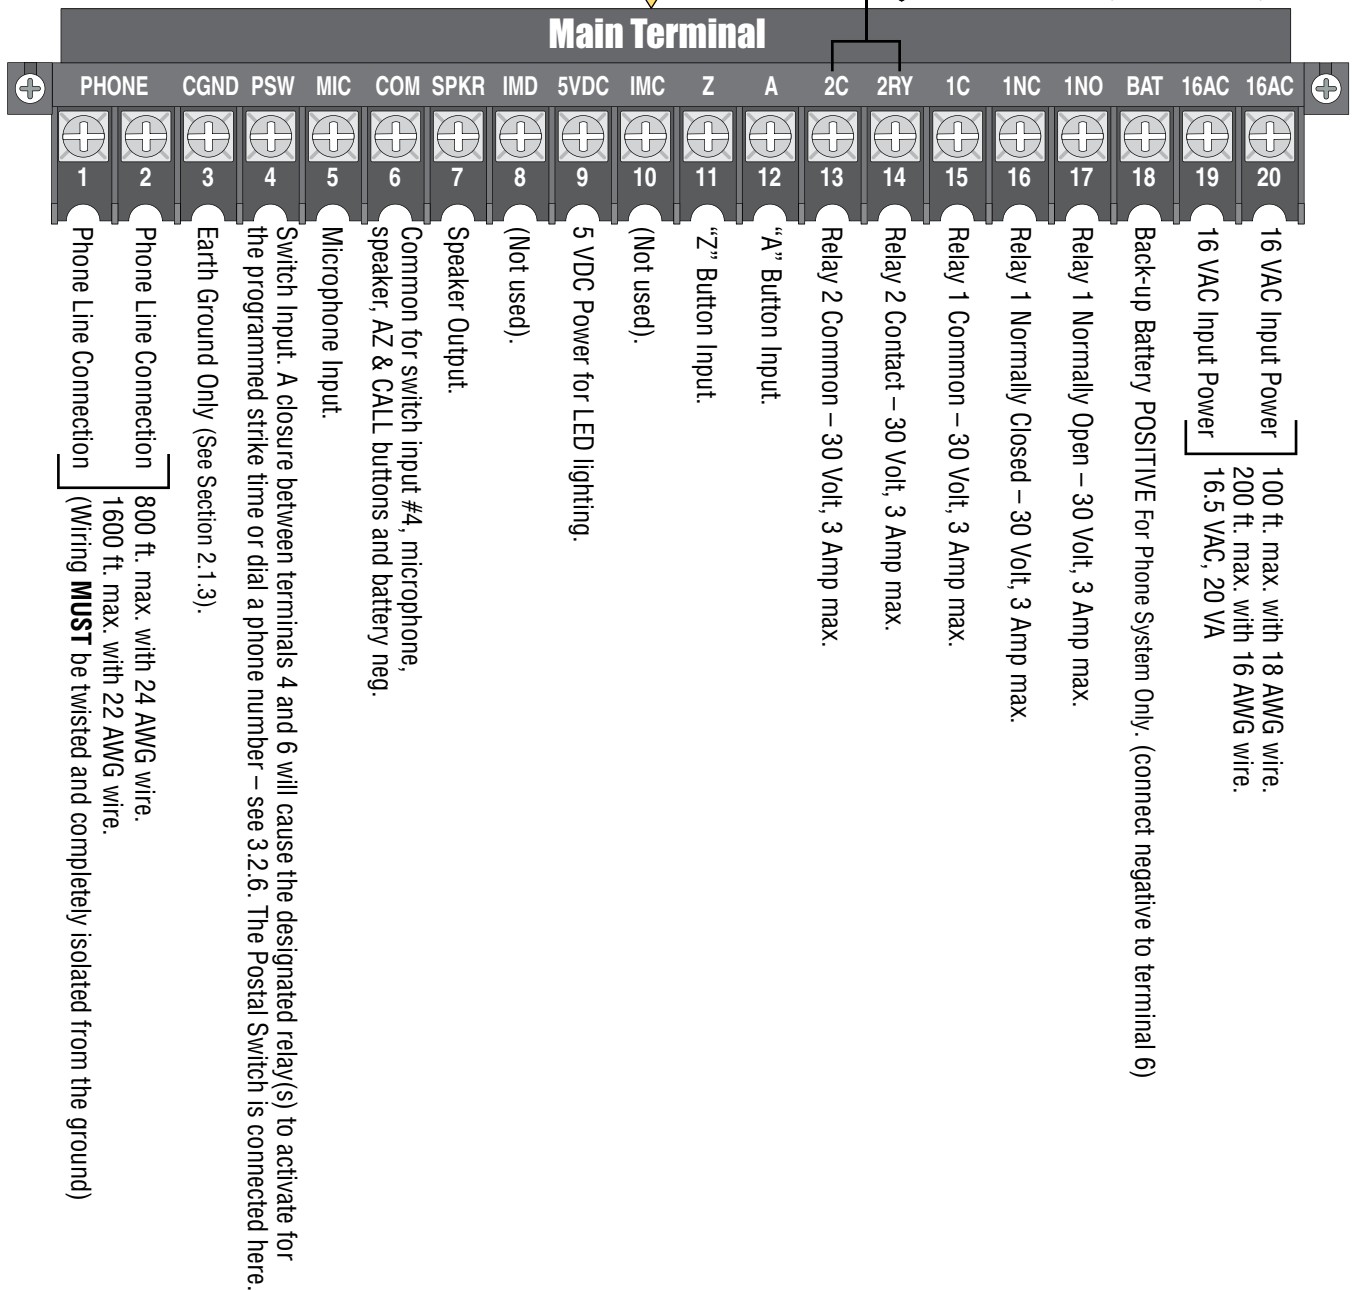 Main Terminal
PHONE CGND PSW MIC COM SPKR IMD 5VDC IMC Z A 2C 2RY 1C 1NC 1NO BAT 16AC 16AC
1 2 3 4 5 6 7 8 9 10 11 12 13 14 15 16 17 18 19 20
Phone Line Connection
Phone Line Connection
800 ft. max. with 24 AWG wire.
1600 ft. max. with 22 AWG wire.
(Wiring MUST be twisted and completely isolated from the ground)
Earth Ground Only (See Section 2.1.3).
Switch Input. A closure between terminals 4 and 6 will cause the designated relay(s) to activate for
the programmed strike time or dial a phone number – see 3.2.6. The Postal Switch is connected here.
Microphone Input.
Common for switch input #4, microphone,
speaker, AZ & CALL buttons and battery neg.
Speaker Output.
(Not used).
5 VDC Power for LED lighting.
(Not used).
“Z” Button Input.
“A” Button Input.
Relay 2 Common – 30 Volt, 3 Amp max.
Relay 2 Contact – 30 Volt, 3 Amp max.
Relay 1 Common – 30 Volt, 3 Amp max.
Relay 1 Normally Closed – 30 Volt, 3 Amp max.
Relay 1 Normally Open – 30 Volt, 3 Amp max.
Back-up Battery POSITIVE For Phone System Only. (connect negative to terminal 6)
16 VAC Input Power
16 VAC Input Power
100 ft. max. with 18 AWG wire.
200 ft. max. with 16 AWG wire.
16.5 VAC, 20 VA